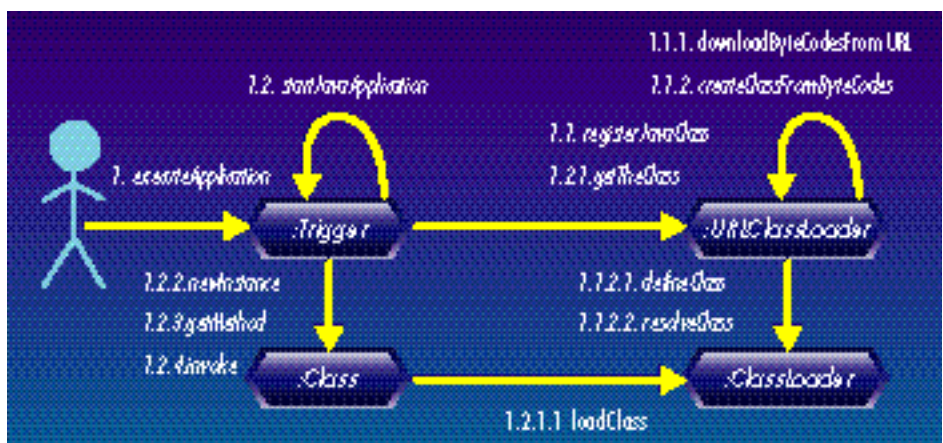 1.1.1. downloadByteCodesFrom URL
1.2. startJavaApplication
1.1.2. createClassFromByteCodes
1.1. registerJavaClass
1. executeApplication
1.2.1.getTheClass
:Trigger
:URLClassLoader
1.2.2.newInstance
1.1.2.1. defineClass
1.2.3.getMethod
1.1.2.2. resolveClass
1.2.4.invoke
:Class
:ClassLoader
1.2.1.1 loadClass